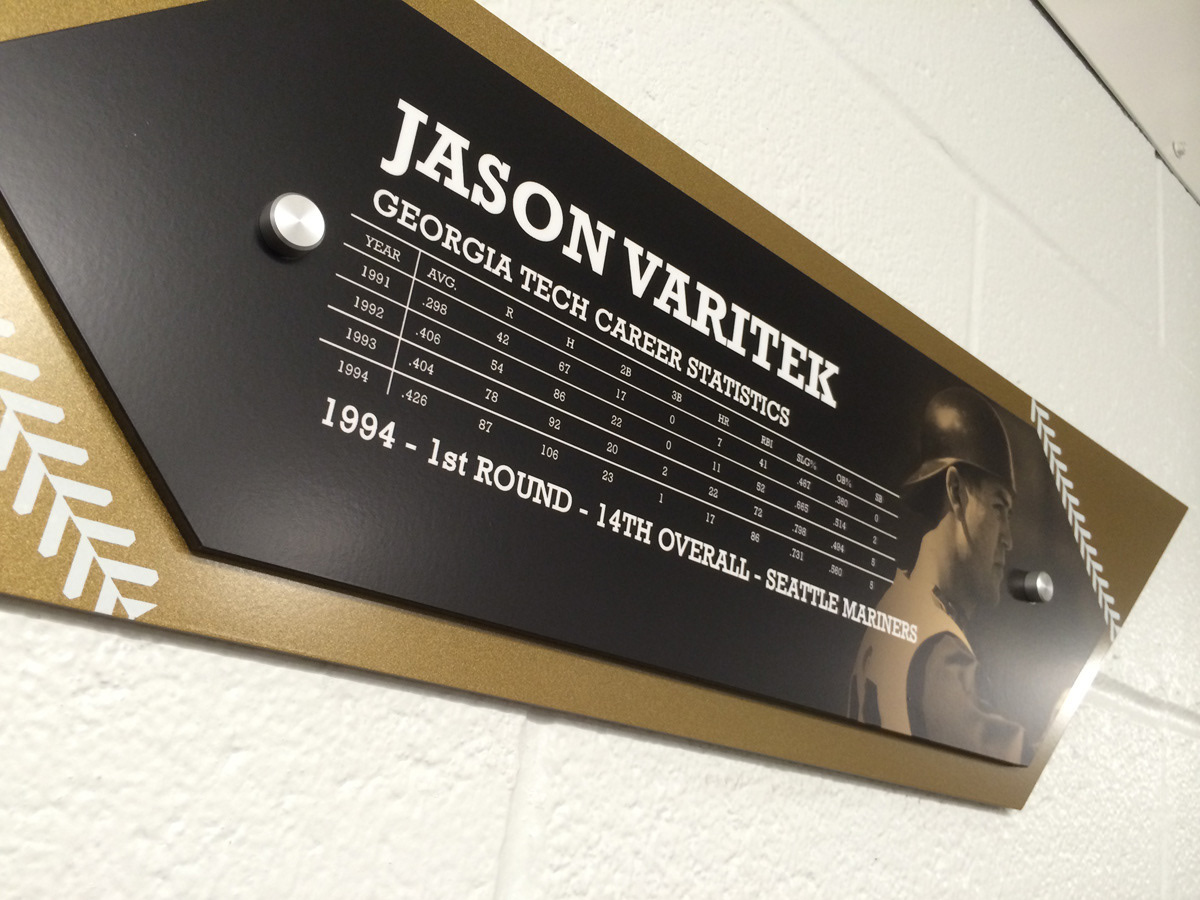 JASON VARITEK
GEORGIA TECH CAREER STATISTICS
YEAR AVG. R H 2B 3B HR RBI SLG% OB% SB
1991 .298 42 67 17 0 7 41 .467 .380 0
1992 .406 54 86 22 0 11 52 .665 .514 2
1993 .404 78 92 20 2 22 72 .798 .494 5
1994 .426 87 106 23 1 17 86 .731 .560 5
1994 - 1st ROUND - 14TH OVERALL - SEATTLE MARINERS